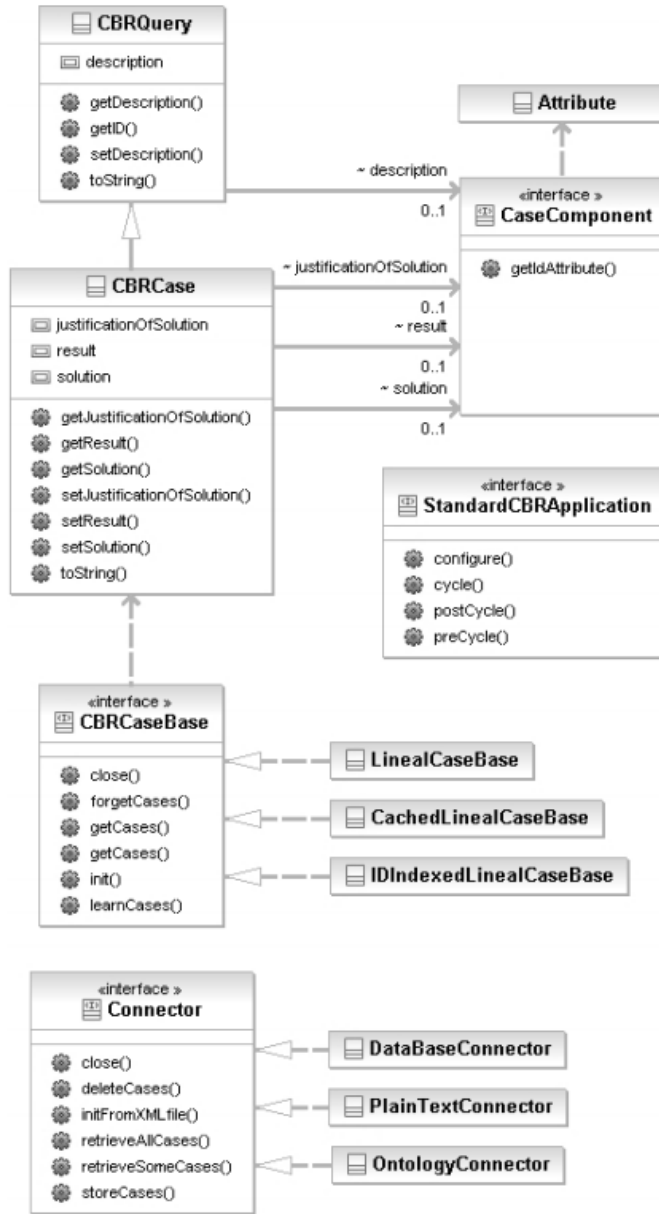 CBRQuery
description
getDescription()
getID()
setDescription()
toString()
Attribute
~ description
0..1
«interface »
CaseComponent
getIdAttribute()
CBRCase
justificationOfSolution
result
solution
getJustificationOfSolution()
getResult()
getSolution()
setJustificationOfSolution()
setResult()
setSolution()
toString()
~ justificationOfSolution
0..1
~ result
0..1
~ solution
0..1
«interface »
StandardCBRApplication
configure()
cycle()
postCycle()
preCycle()
«interface »
CBRCaseBase
close()
forgetCases()
getCases()
getCases()
init()
learnCases()
LinealCaseBase
CachedLinealCaseBase
IDIndexedLinealCaseBase
«interface »
Connector
close()
deleteCases()
initFromXMLfile()
retrieveAllCases()
retrieveSomeCases()
storeCases()
DataBaseConnector
PlainTextConnector
OntologyConnector